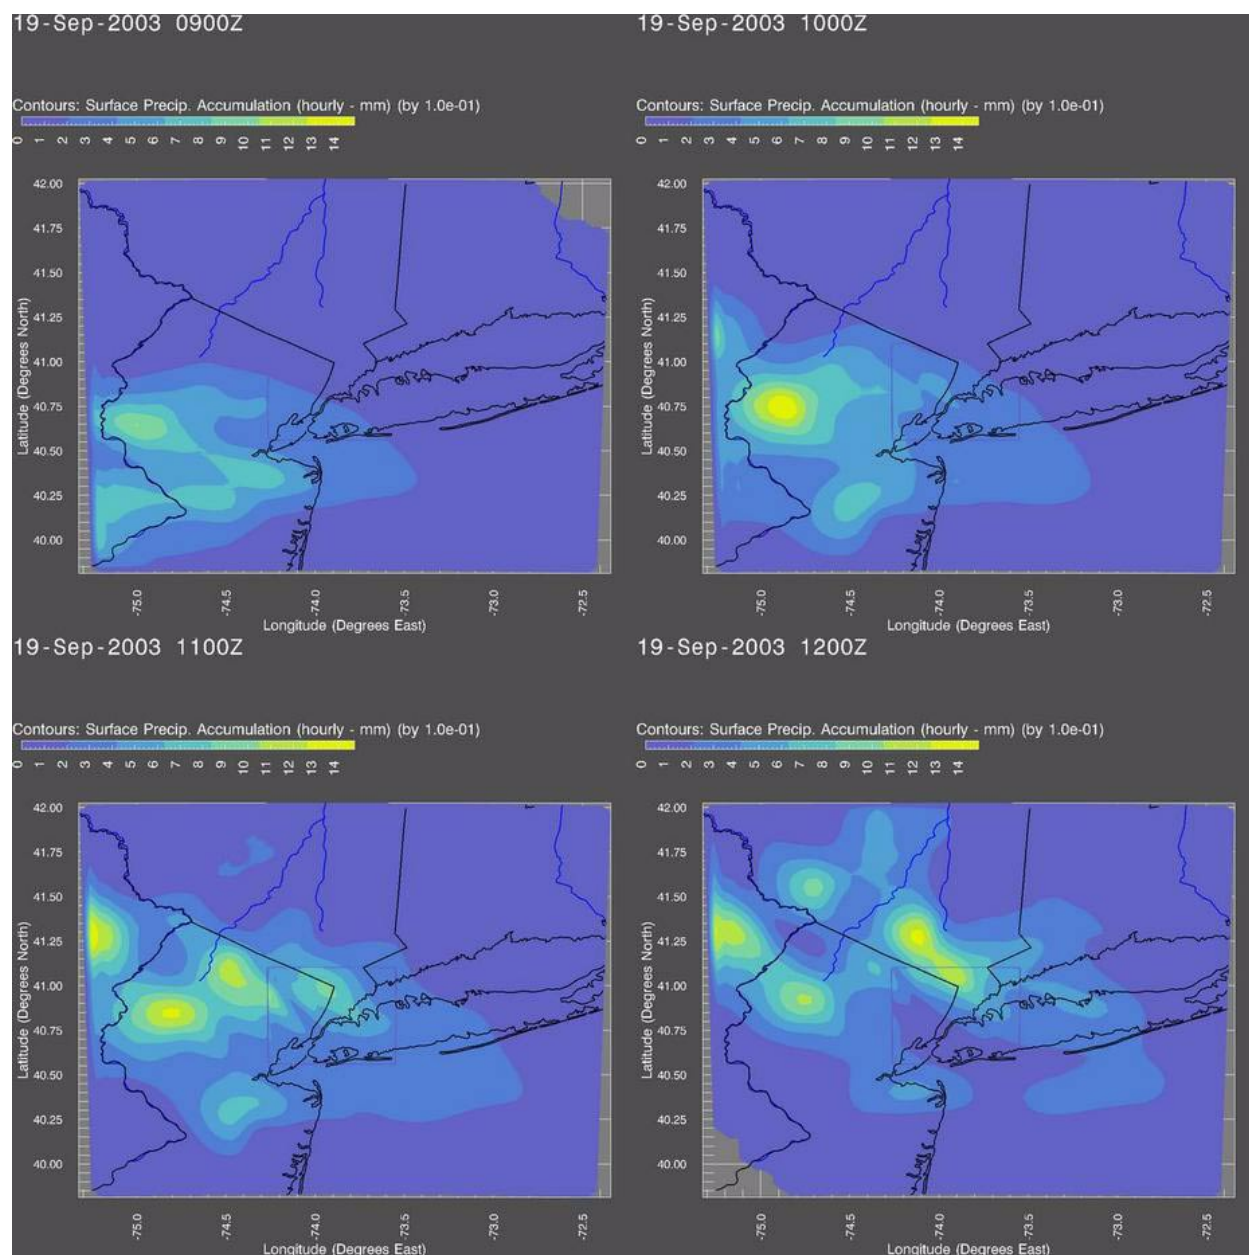 19-Sep-2003 0900Z
Contours: Surface Precip. Accumulation (hourly - mm) (by 1.0e-01)
0 1 2 3 4 5 6 7 8 9 10 11 12 13 14
42.00
41.75
41.50
41.25
41.00
40.75
40.50
40.25
40.00
Latitude (Degrees North)
-75.0 -74.5 -74.0 -73.5 -73.0 -72.5
Longitude (Degrees East)
19-Sep-2003 1000Z
Contours: Surface Precip. Accumulation (hourly - mm) (by 1.0e-01)
0 1 2 3 4 5 6 7 8 9 10 11 12 13 14
42.00
41.75
41.50
41.25
41.00
40.75
40.50
40.25
40.00
Latitude (Degrees North)
-75.0 -74.5 -74.0 -73.5 -73.0 -72.5
Longitude (Degrees East)
19-Sep-2003 1100Z
Contours: Surface Precip. Accumulation (hourly - mm) (by 1.0e-01)
0 1 2 3 4 5 6 7 8 9 10 11 12 13 14
42.00
41.75
41.50
41.25
41.00
40.75
40.50
40.25
40.00
Latitude (Degrees North)
-75.0 -74.5 -74.0 -73.5 -73.0 -72.5
Longitude (Degrees East)
19-Sep-2003 1200Z
Contours: Surface Precip. Accumulation (hourly - mm) (by 1.0e-01)
0 1 2 3 4 5 6 7 8 9 10 11 12 13 14
42.00
41.75
41.50
41.25
41.00
40.75
40.50
40.25
40.00
Latitude (Degrees North)
-75.0 -74.5 -74.0 -73.5 -73.0 -72.5
Longitude (Degrees East)